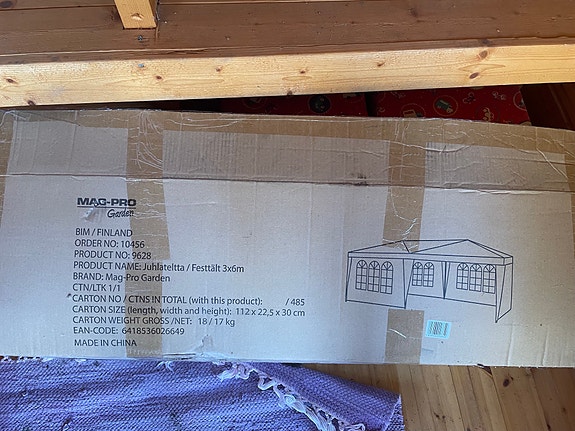 MAG-PRO
Garden
BIM / FINLAND
ORDER NO: 10456
PRODUCT NO: 9628
PRODUCT NAME: Juhlateltta / Festtält 3x6m
BRAND: Mag-Pro Garden
CTN/LTK 1/1
CARTON NO / CTNS IN TOTAL (with this product): / 485
CARTON SIZE (length, width and height): 112 x 22,5 x 30 cm
CARTON WEIGHT GROSS /NET: 18 / 17 kg
EAN-CODE: 6418536026649
MADE IN CHINA